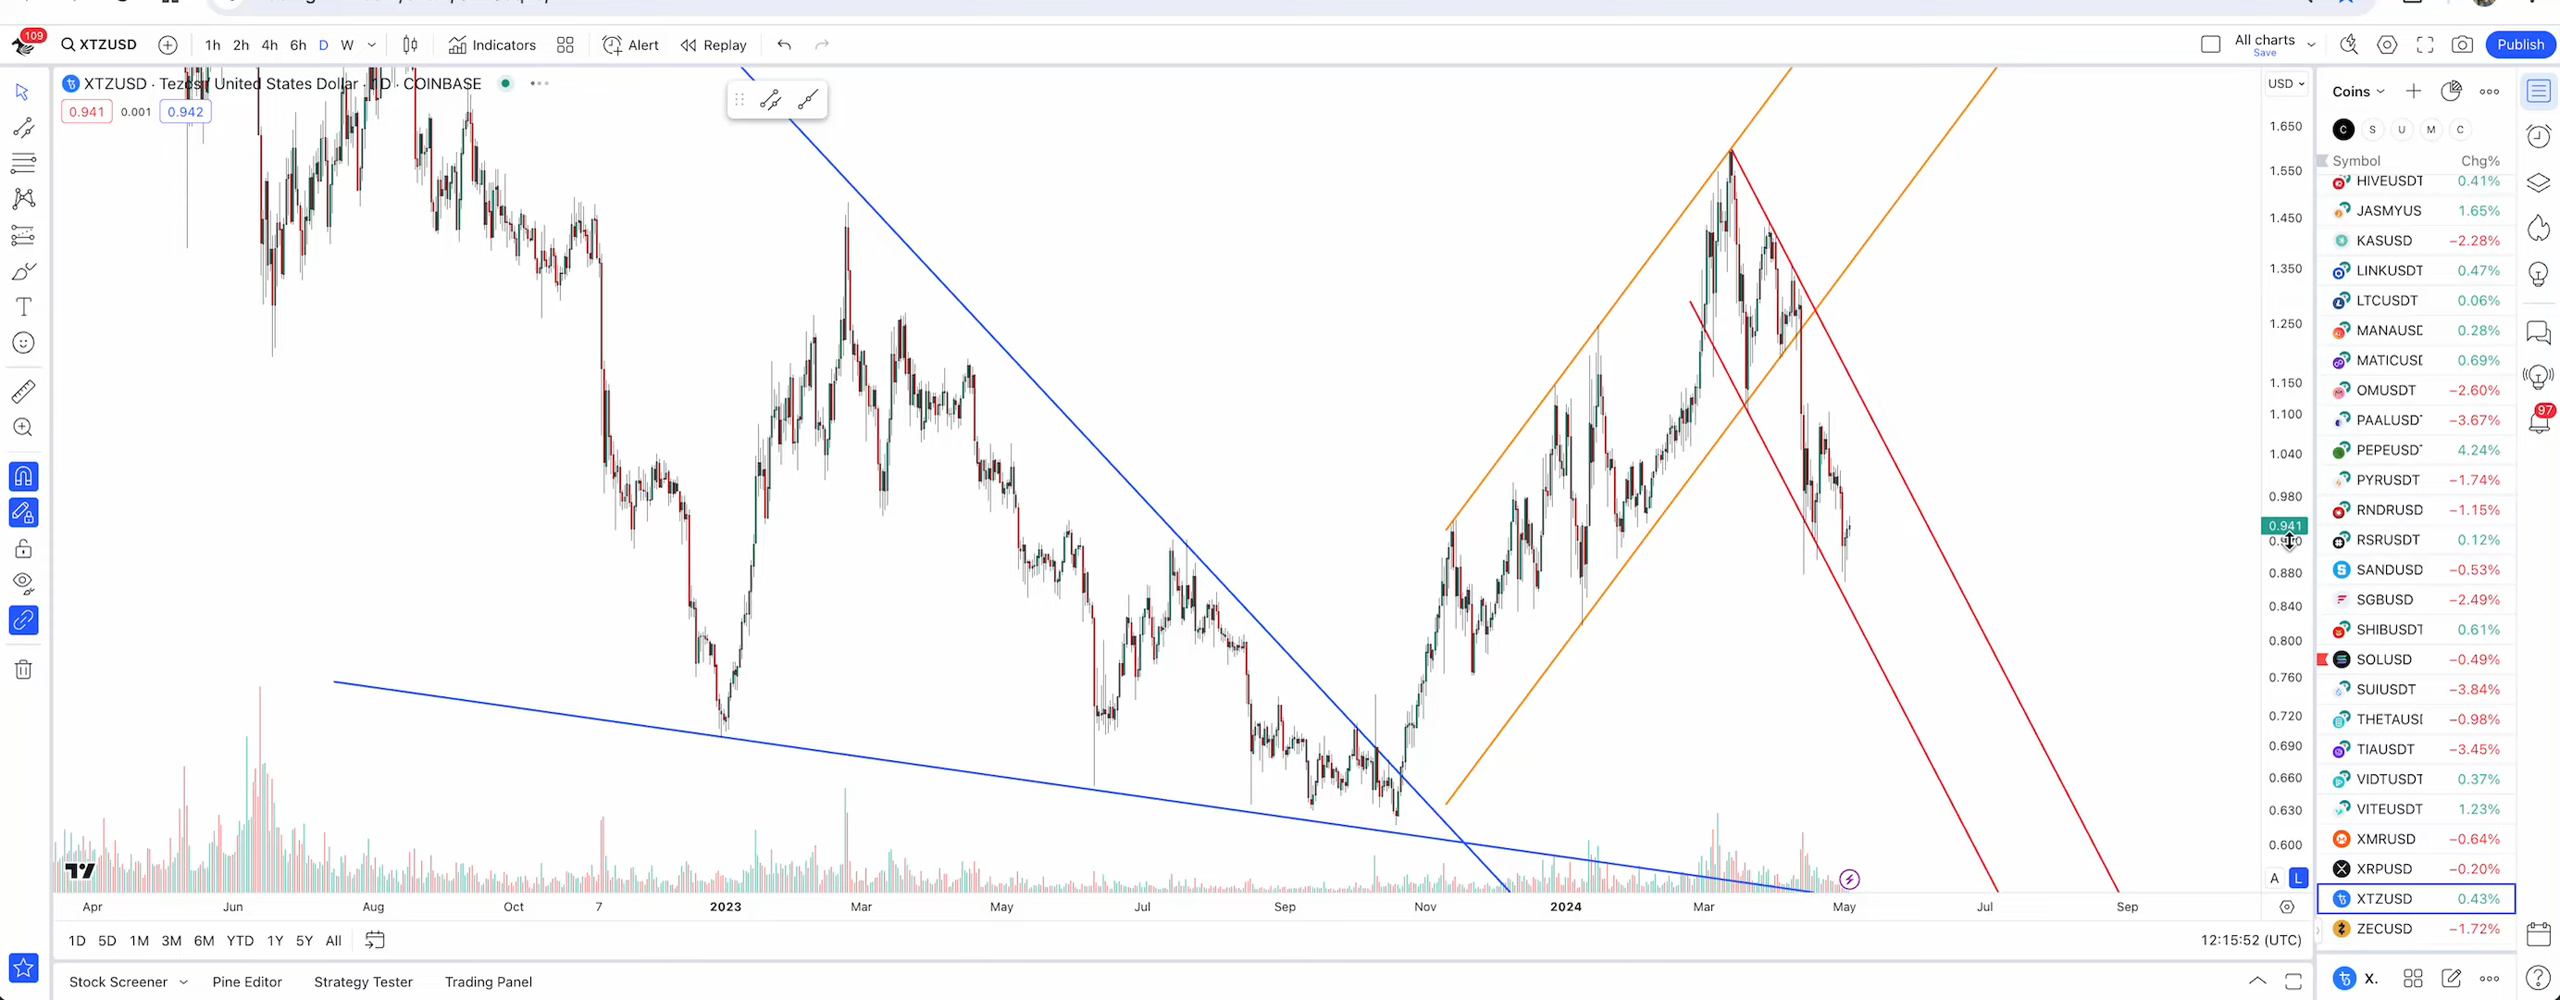 109
XTZUSD
1h 2h 4h 6h D W
Indicators
Alert
Replay
All charts
Save
Publish
XTZUSD · Tezos / United States Dollar · 1D · COINBASE
0.941 0.001 0.942
USD
1.650
1.550
1.450
1.350
1.250
1.150
1.100
1.040
0.980
0.941
0.880
0.840
0.800
0.760
0.720
0.690
0.660
0.630
0.600
A L
Apr Jun Aug Oct 7 2023 Mar May Jul Sep Nov 2024 Mar May Jul Sep
1D 5D 1M 3M 6M YTD 1Y 5Y All
12:15:52 (UTC)
Stock Screener Pine Editor Strategy Tester Trading Panel
Coins
C S U M C
Symbol Chg%
HIVEUSDT 0.41%
JASMYUS 1.65%
KASUSD −2.28%
LINKUSDT 0.47%
LTCUSDT 0.06%
MANAUSD 0.28%
MATICUSD 0.69%
OMUSDT −2.60%
PAALUSD −3.67%
PEPEUSD 4.24%
PYRUSDT −1.74%
RNDRUSD −1.15%
RSRUSDT 0.12%
SANDUSD −0.53%
SGBUSD −2.49%
SHIBUSDT 0.61%
SOLUSD −0.49%
SUIUSDT −3.84%
THETAUSD −0.98%
TIAUSDT −3.45%
VIDTUSDT 0.37%
VITEUSDT 1.23%
XMRUSD −0.64%
XRPUSD −0.20%
XTZUSD 0.43%
ZECUSD −1.72%
X.
97